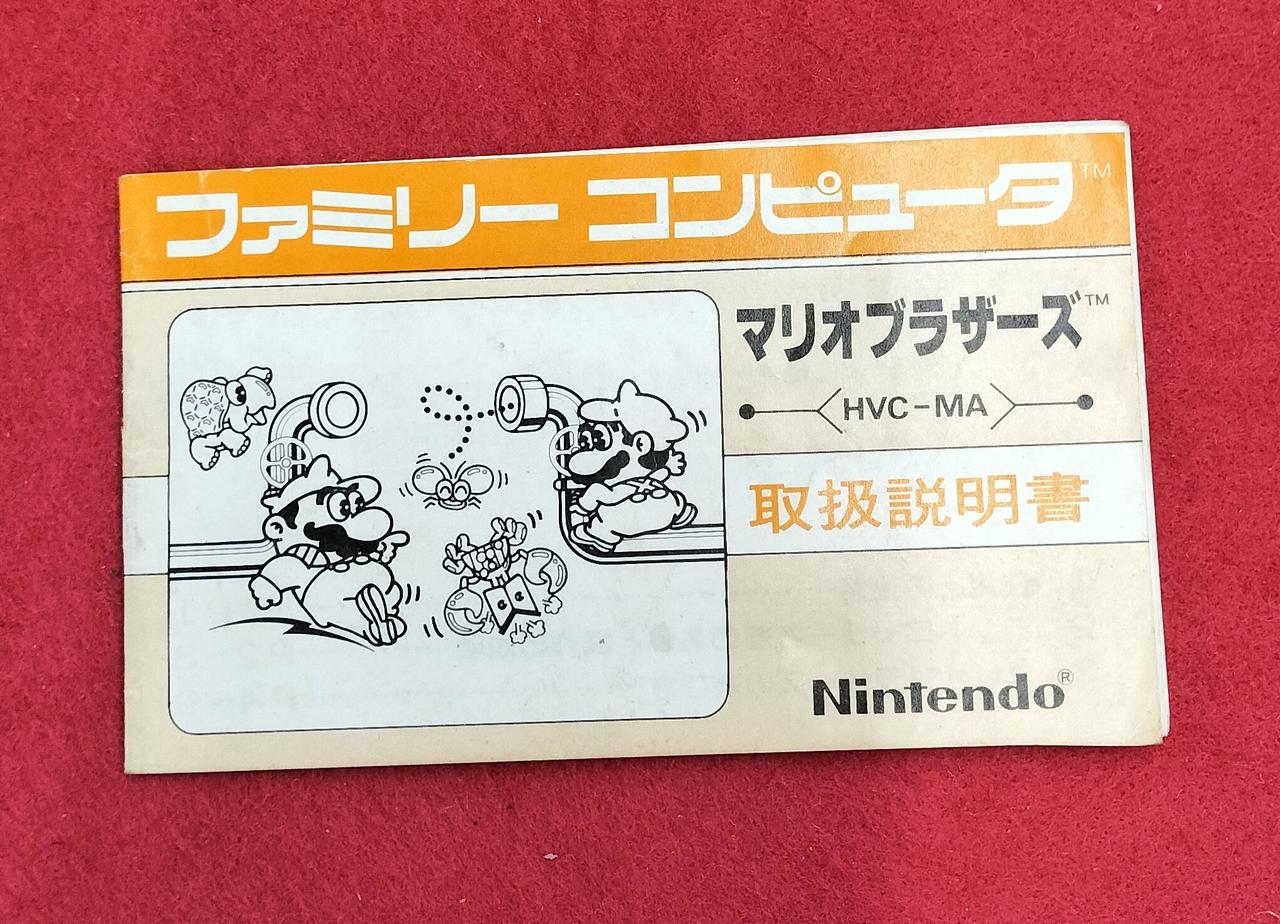 ファミリー コンピュータ™
マリオブラザーズ™
HVC-MA
取扱説明書
Nintendo®